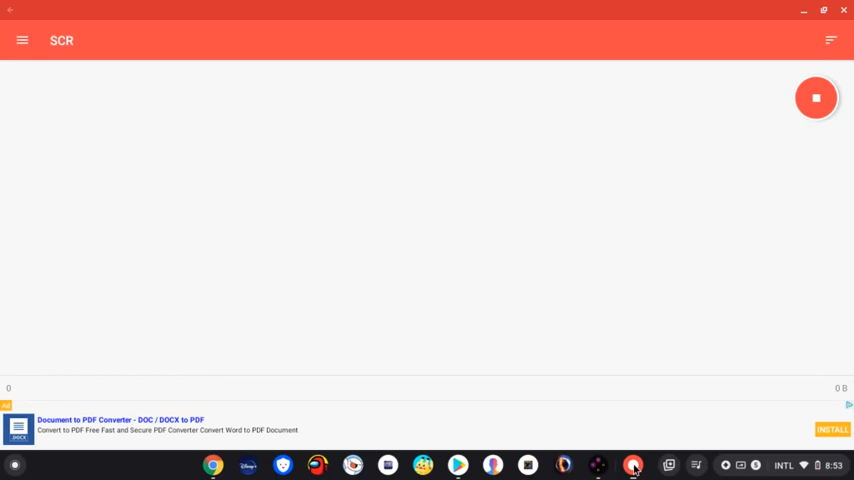 SCR
0
0 B
Ad
Document to PDF Converter - DOC / DOCX to PDF
Convert to PDF Free Fast and Secure PDF Converter Convert Word to PDF Document
INSTALL
DOCX
Disney+
INTL
8:53